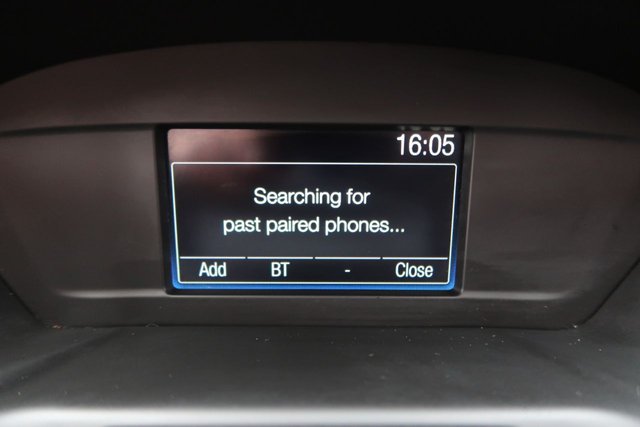 16:05
Searching for
past paired phones...
Add BT - Close